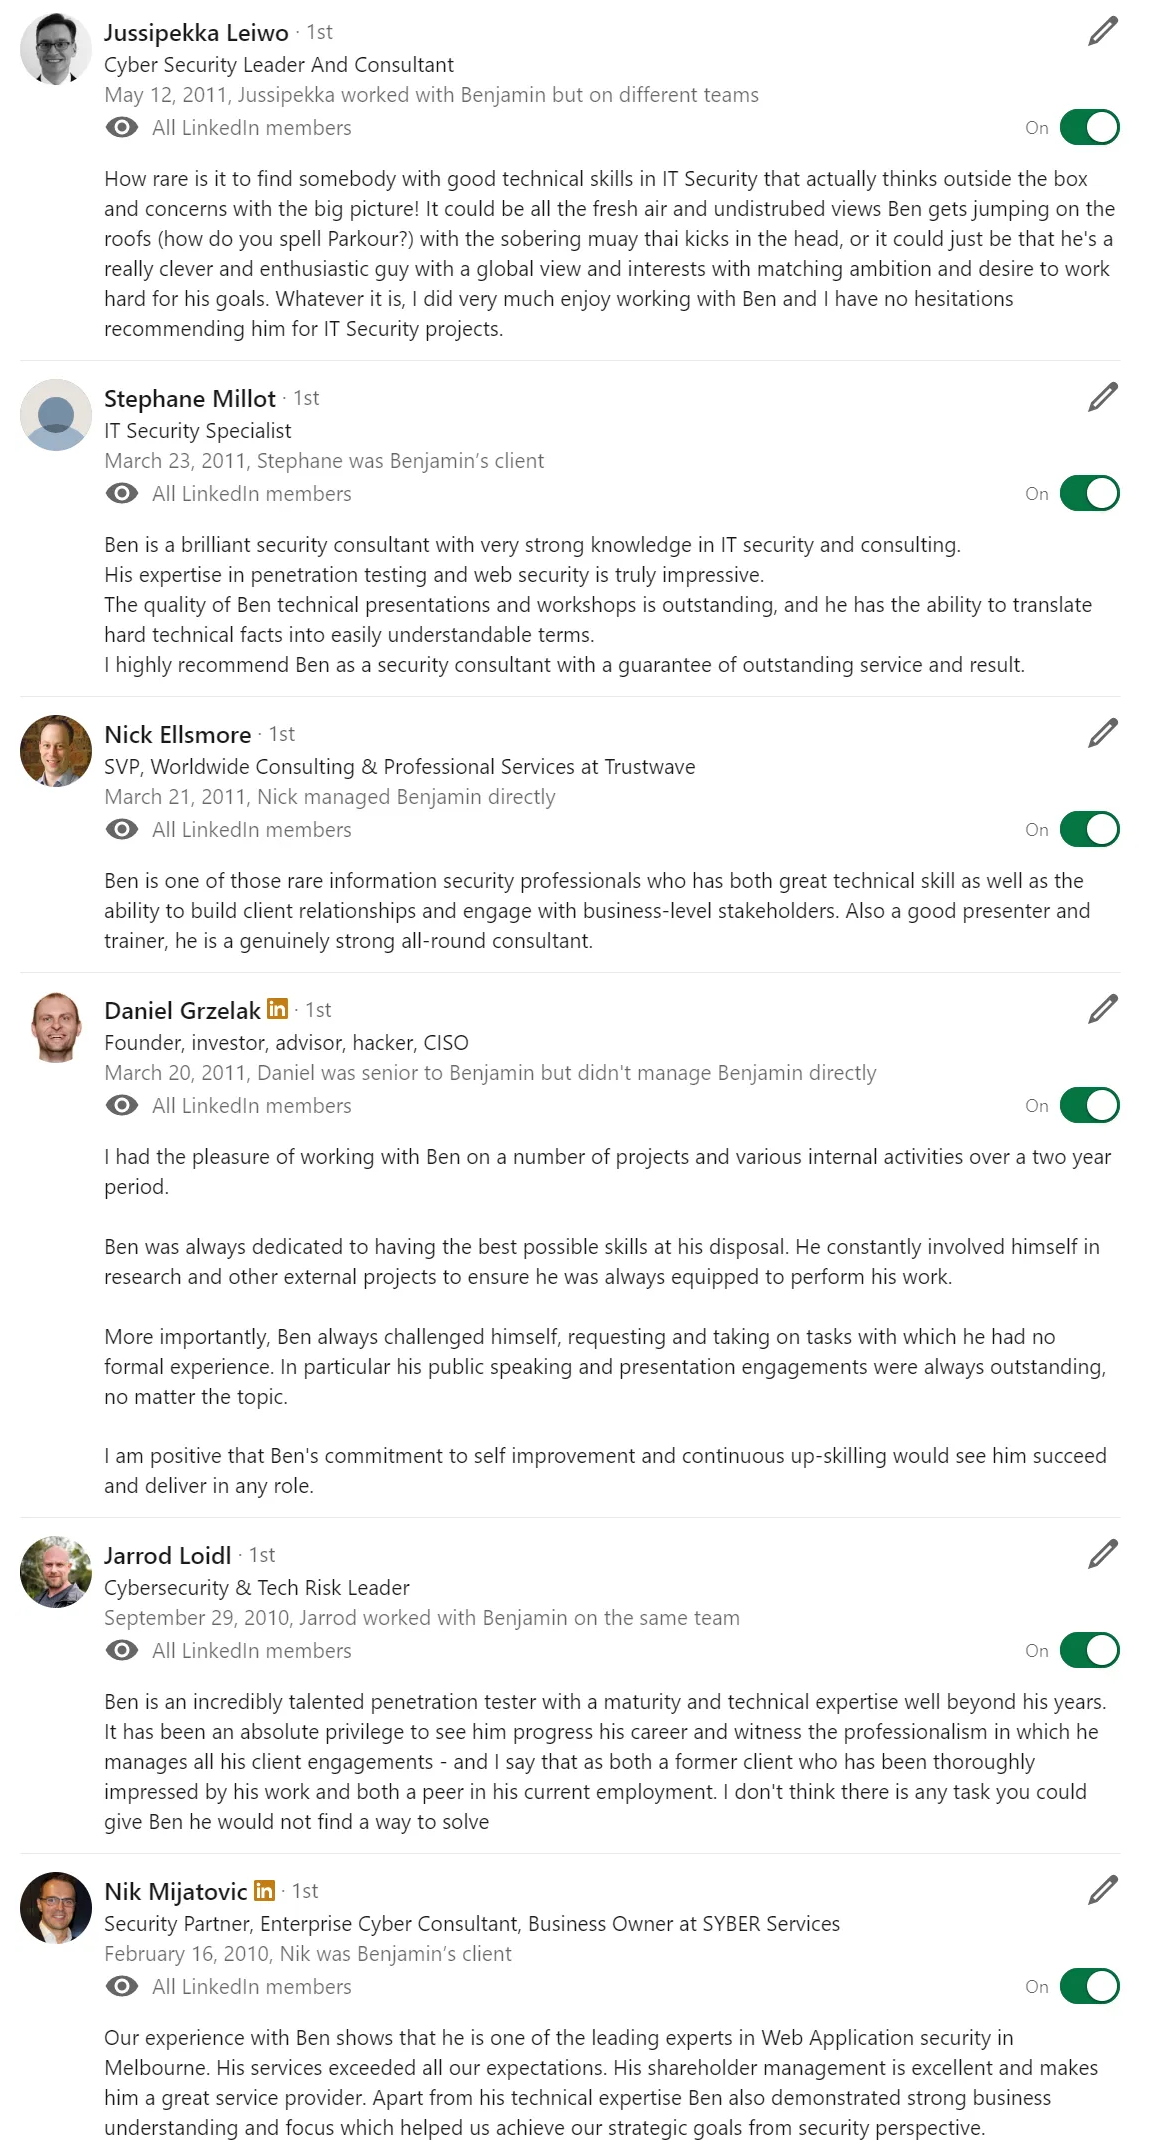 Jussipekka Leiwo · 1st
Cyber Security Leader And Consultant
May 12, 2011, Jussipekka worked with Benjamin but on different teams
All LinkedIn members On
How rare is it to find somebody with good technical skills in IT Security that actually thinks outside the box
and concerns with the big picture! It could be all the fresh air and undistrubed views Ben gets jumping on the
roofs (how do you spell Parkour?) with the sobering muay thai kicks in the head, or it could just be that he's a
really clever and enthusiastic guy with a global view and interests with matching ambition and desire to work
hard for his goals. Whatever it is, I did very much enjoy working with Ben and I have no hesitations
recommending him for IT Security projects.
Stephane Millot · 1st
IT Security Specialist
March 23, 2011, Stephane was Benjamin’s client
All LinkedIn members On
Ben is a brilliant security consultant with very strong knowledge in IT security and consulting.
His expertise in penetration testing and web security is truly impressive.
The quality of Ben technical presentations and workshops is outstanding, and he has the ability to translate
hard technical facts into easily understandable terms.
I highly recommend Ben as a security consultant with a guarantee of outstanding service and result.
Nick Ellsmore · 1st
SVP, Worldwide Consulting & Professional Services at Trustwave
March 21, 2011, Nick managed Benjamin directly
All LinkedIn members On
Ben is one of those rare information security professionals who has both great technical skill as well as the
ability to build client relationships and engage with business-level stakeholders. Also a good presenter and
trainer, he is a genuinely strong all-round consultant.
Daniel Grzelak in · 1st
Founder, investor, advisor, hacker, CISO
March 20, 2011, Daniel was senior to Benjamin but didn't manage Benjamin directly
All LinkedIn members On
I had the pleasure of working with Ben on a number of projects and various internal activities over a two year
period.
Ben was always dedicated to having the best possible skills at his disposal. He constantly involved himself in
research and other external projects to ensure he was always equipped to perform his work.
More importantly, Ben always challenged himself, requesting and taking on tasks with which he had no
formal experience. In particular his public speaking and presentation engagements were always outstanding,
no matter the topic.
I am positive that Ben's commitment to self improvement and continuous up-skilling would see him succeed
and deliver in any role.
Jarrod Loidl · 1st
Cybersecurity & Tech Risk Leader
September 29, 2010, Jarrod worked with Benjamin on the same team
All LinkedIn members On
Ben is an incredibly talented penetration tester with a maturity and technical expertise well beyond his years.
It has been an absolute privilege to see him progress his career and witness the professionalism in which he
manages all his client engagements - and I say that as both a former client who has been thoroughly
impressed by his work and both a peer in his current employment. I don't think there is any task you could
give Ben he would not find a way to solve
Nik Mijatovic in · 1st
Security Partner, Enterprise Cyber Consultant, Business Owner at SYBER Services
February 16, 2010, Nik was Benjamin’s client
All LinkedIn members On
Our experience with Ben shows that he is one of the leading experts in Web Application security in
Melbourne. His services exceeded all our expectations. His shareholder management is excellent and makes
him a great service provider. Apart from his technical expertise Ben also demonstrated strong business
understanding and focus which helped us achieve our strategic goals from security perspective.